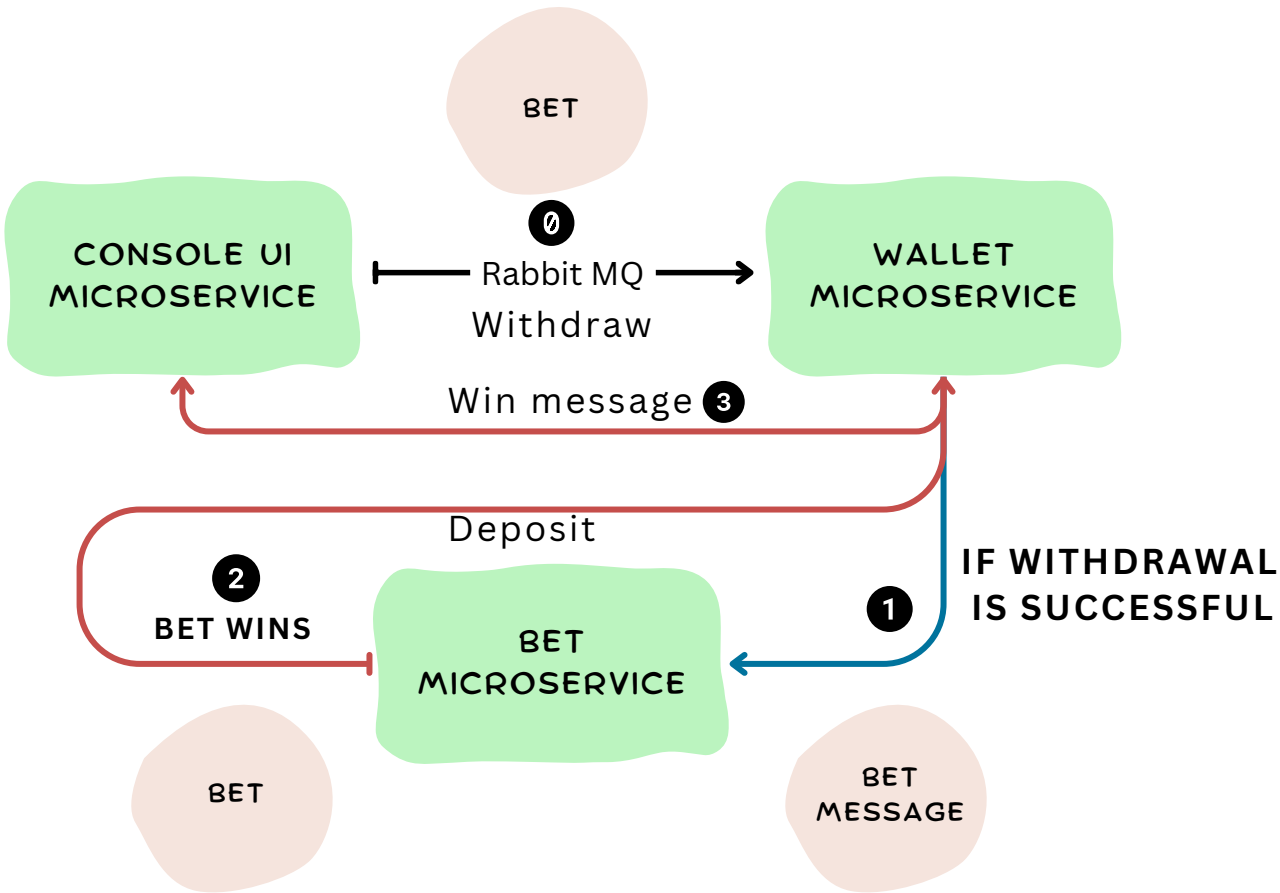 BET
0
CONSOLE UI
MICROSERVICE
Rabbit MQ
Withdraw
WALLET
MICROSERVICE
Win message 3
Deposit
2
BET WINS
BET
MICROSERVICE
1
IF WITHDRAWAL
IS SUCCESSFUL
BET
BET
MESSAGE